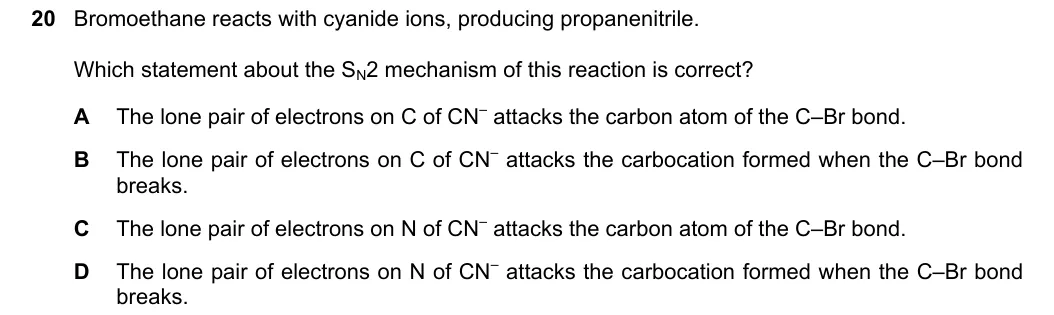 20 Bromoethane reacts with cyanide ions, producing propanenitrile.
Which statement about the SN2 mechanism of this reaction is correct?
A The lone pair of electrons on C of CN⁻ attacks the carbon atom of the C–Br bond.
B The lone pair of electrons on C of CN⁻ attacks the carbocation formed when the C–Br bond
breaks.
C The lone pair of electrons on N of CN⁻ attacks the carbon atom of the C–Br bond.
D The lone pair of electrons on N of CN⁻ attacks the carbocation formed when the C–Br bond
breaks.